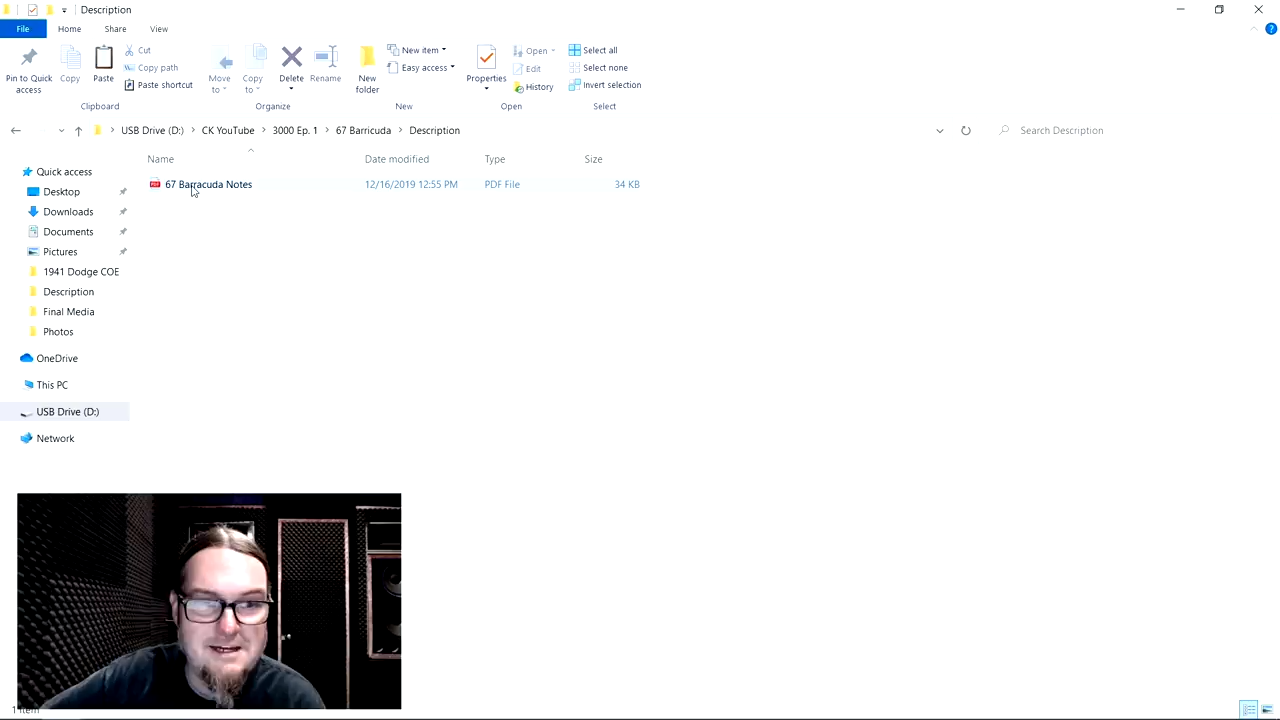 Description
File Home Share View
Pin to Quick access
Copy
Paste
Cut
Copy path
Paste shortcut
Move to
Copy to
Delete
Rename
New folder
New item
Easy access
Properties
Open
Edit
History
Select all
Select none
Invert selection
Clipboard Organize New Open Select
USB Drive (D:) > CK YouTube > 3000 Ep. 1 > 67 Barricuda > Description
Search Description
Name Date modified Type Size
67 Barracuda Notes 12/16/2019 12:55 PM PDF File 34 KB
Quick access
Desktop
Downloads
Documents
Pictures
1941 Dodge COE
Description
Final Media
Photos
OneDrive
This PC
USB Drive (D:)
Network
1 item